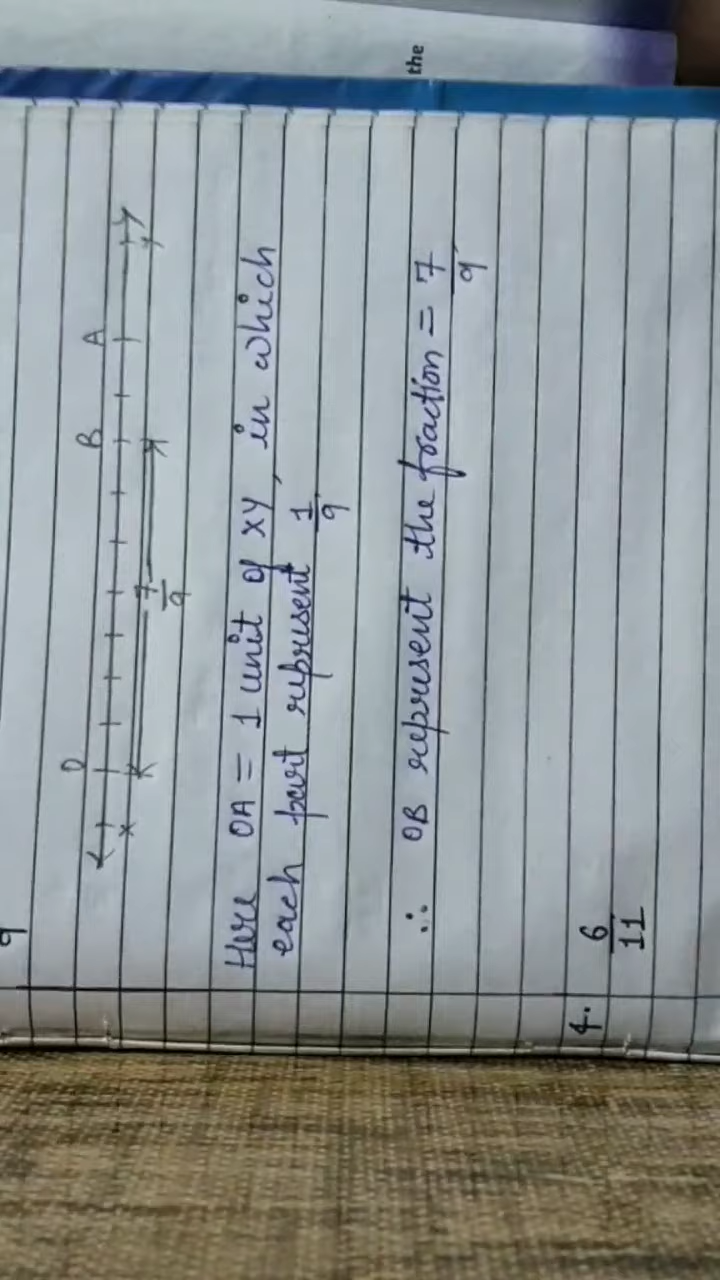 the
9
O B A
X Y
7/9
Here OA = 1 unit of XY, in which
each part represent 1/9
∴ OB represent the fraction = 7/9
4. 6/11